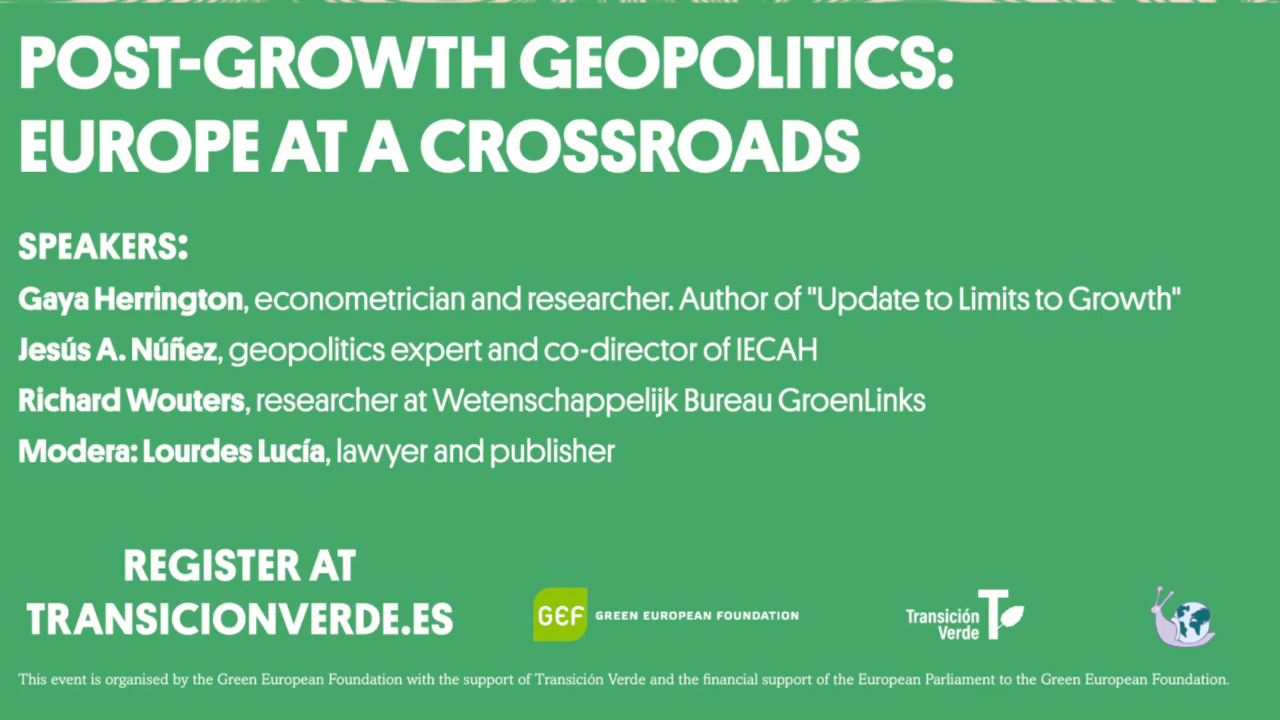 POST-GROWTH GEOPOLITICS:
EUROPE AT A CROSSROADS
SPEAKERS:
Gaya Herrington, econometrician and researcher. Author of "Update to Limits to Growth"
Jesús A. Núñez, geopolitics expert and co-director of IECAH
Richard Wouters, researcher at Wetenschappelijk Bureau GroenLinks
Modera: Lourdes Lucía, lawyer and publisher
REGISTER AT
TRANSICIONVERDE.ES
GEF GREEN EUROPEAN FOUNDATION
Transición
Verde
This event is organised by the Green European Foundation with the support of Transición Verde and the financial support of the European Parliament to the Green European Foundation.